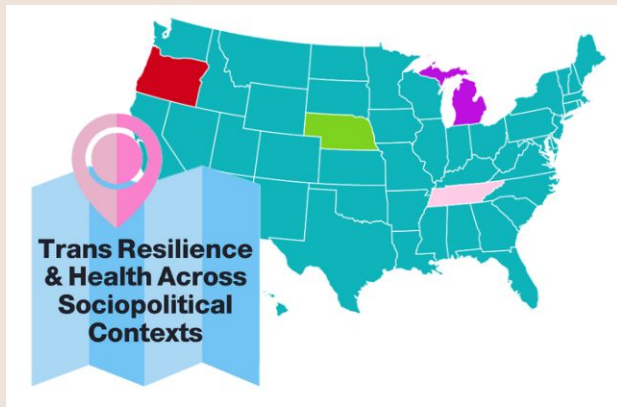 Trans Resilience
& Health Across
Sociopolitical
Contexts